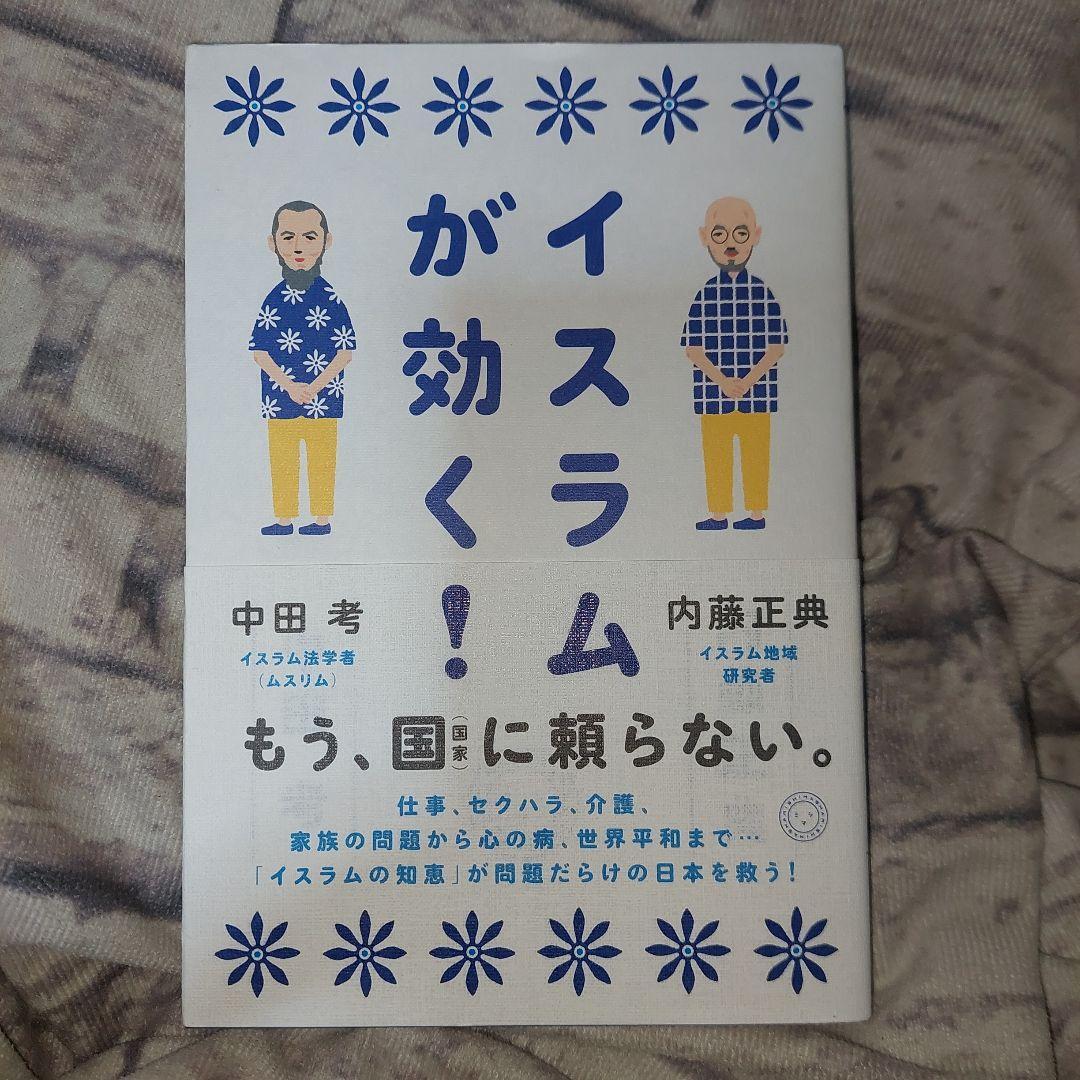 イスラム
が効く！
中田 考
イスラム法学者
（ムスリム）
内藤正典
イスラム地域
研究者
もう、国（国家）に頼らない。
仕事、セクハラ、介護、
家族の問題から心の病、世界平和まで…
「イスラムの知恵」が問題だらけの日本を救う！